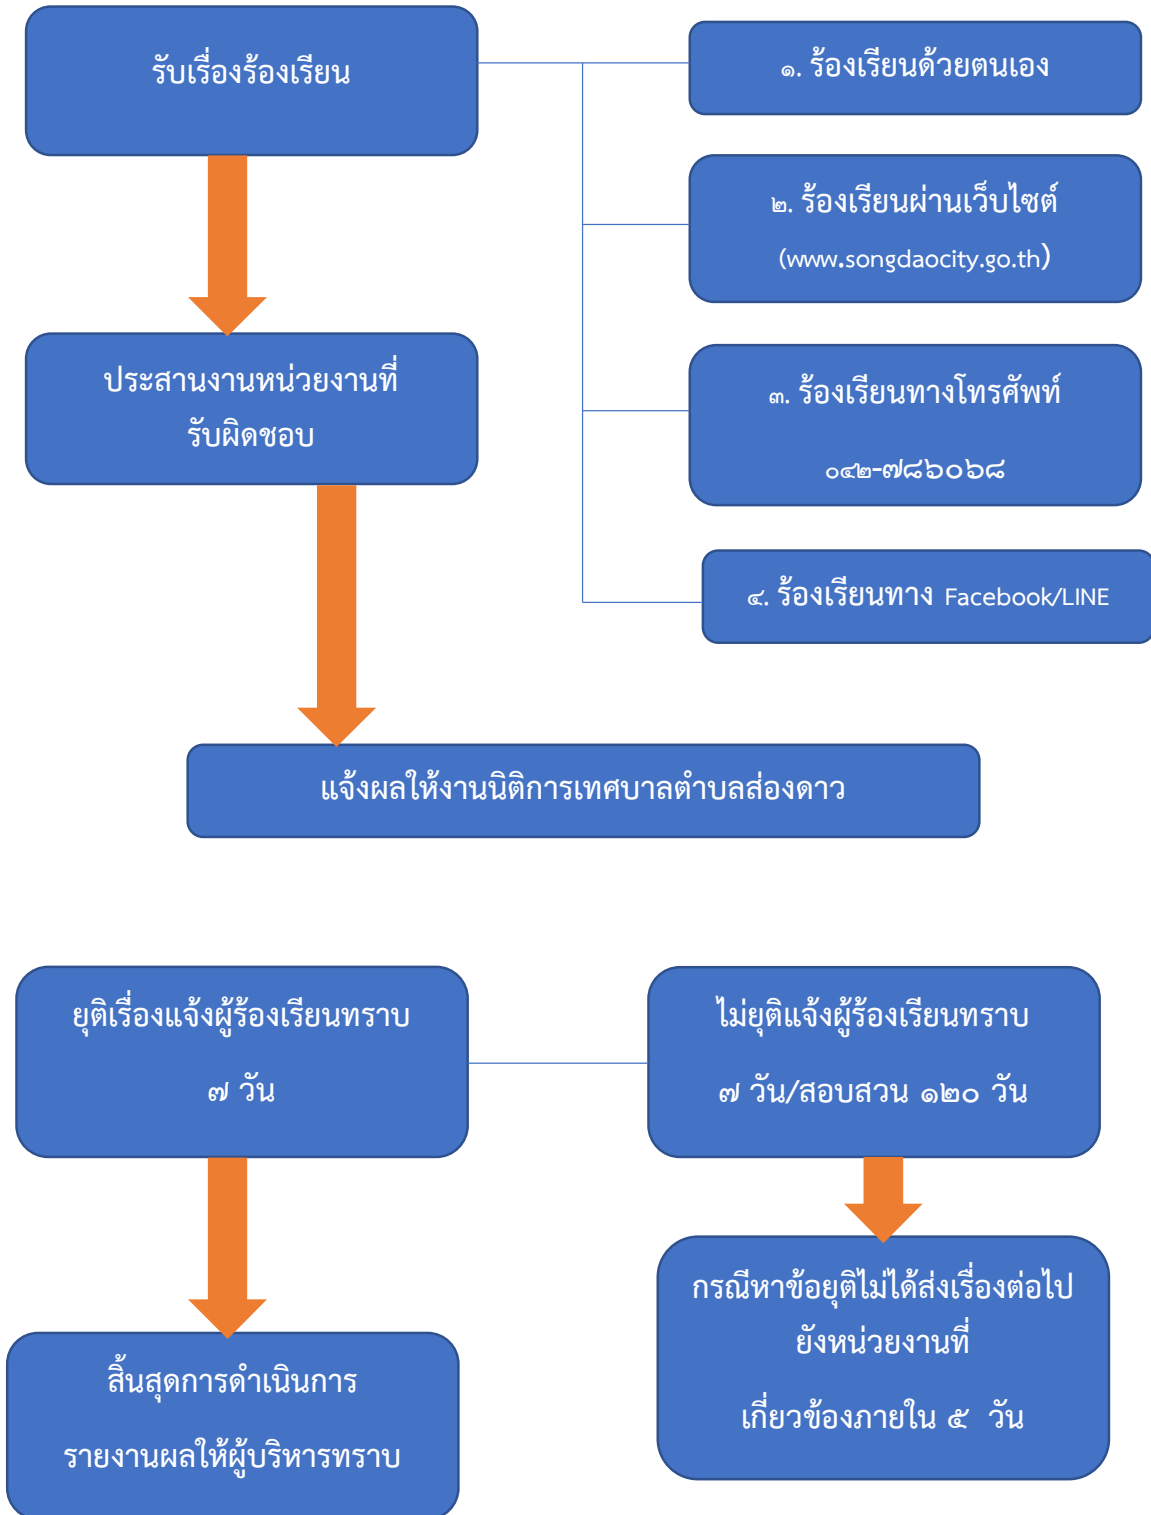 รับเรื่องร้องเรียน
๑. ร้องเรียนด้วยตนเอง
๒. ร้องเรียนผ่านเว็บไซต์
(www.songdaocity.go.th)
ประสานงานหน่วยงานที่
รับผิดชอบ
๓. ร้องเรียนทางโทรศัพท์
๐๔๒-๗๘๖๐๖๘
๔. ร้องเรียนทาง Facebook/LINE
แจ้งผลให้งานนิติการเทศบาลตำบลส่องดาว
ยุติเรื่องแจ้งผู้ร้องเรียนทราบ
๗ วัน
ไม่ยุติแจ้งผู้ร้องเรียนทราบ
๗ วัน/สอบสวน ๑๒๐ วัน
กรณีหาข้อยุติไม่ได้ส่งเรื่องต่อไป
ยังหน่วยงานที่
เกี่ยวข้องภายใน ๕ วัน
สิ้นสุดการดำเนินการ
รายงานผลให้ผู้บริหารทราบ